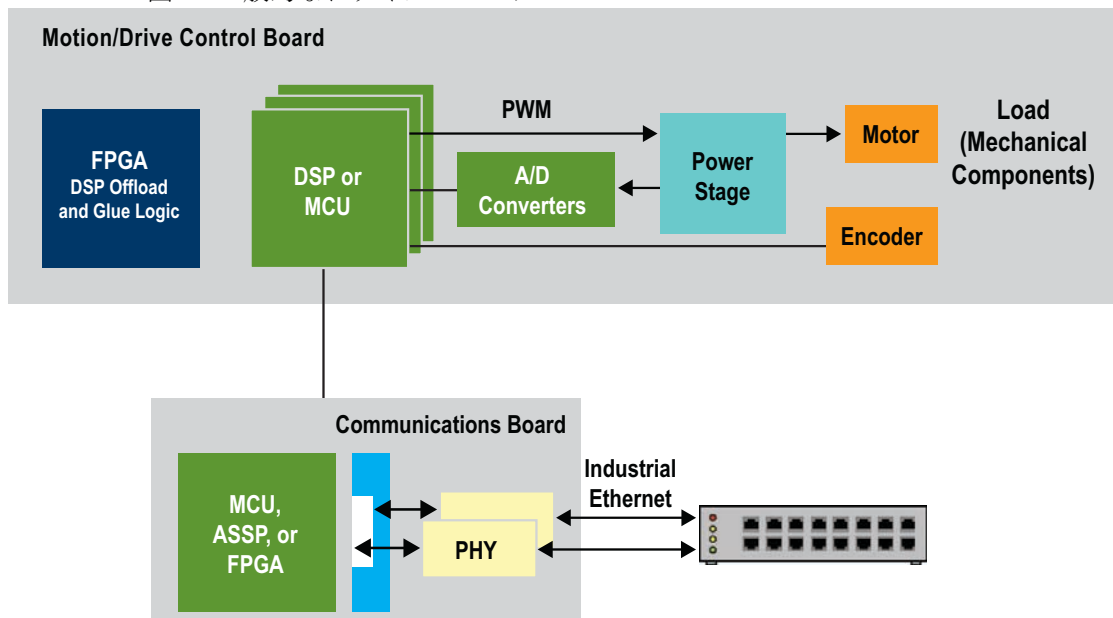 Motion/Drive Control Board
FPGA
DSP Offload
and Glue Logic
DSP or
MCU
PWM
A/D
Converters
Power
Stage
Motor
Encoder
Load
(Mechanical
Components)
Communications Board
MCU,
ASSP, or
FPGA
PHY
Industrial
Ethernet